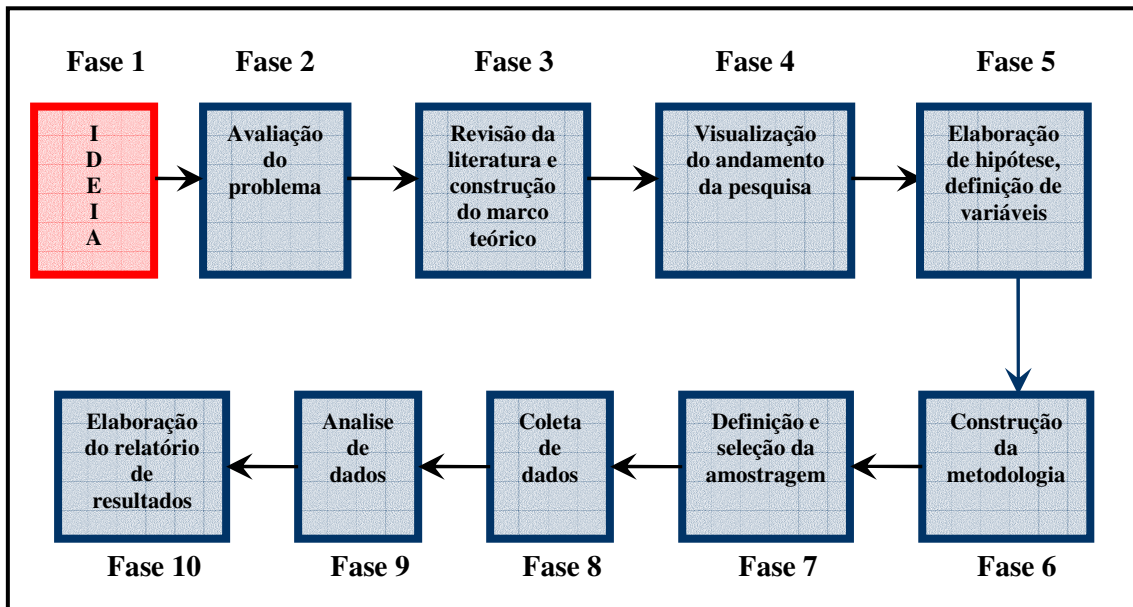 Fase 1
I
D
E
I
A
Fase 2
Avaliação
do
problema
Fase 3
Revisão da
literatura e
construção
do marco
teórico
Fase 4
Visualização
do andamento
da pesquisa
Fase 5
Elaboração
de hipótese,
definição de
variáveis
Construção
da
metodologia
Fase 6
Definição e
seleção da
amostragem
Fase 7
Coleta
de
dados
Fase 8
Analise
de
dados
Fase 9
Elaboração
do relatório
de
resultados
Fase 10